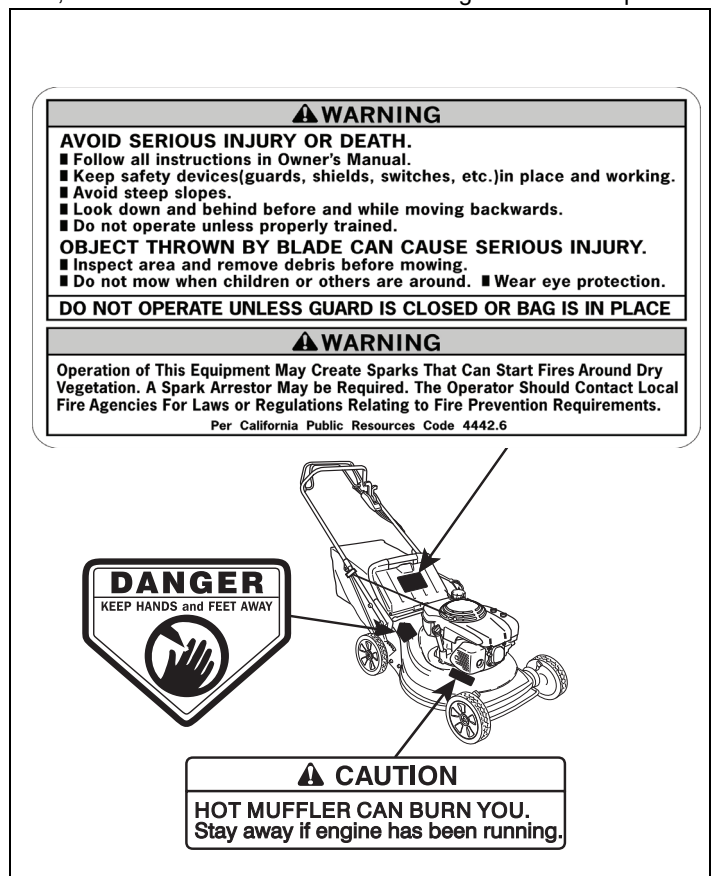 WARNING
AVOID SERIOUS INJURY OR DEATH.
■ Follow all instructions in Owner's Manual.
■ Keep safety devices(guards, shields, switches, etc.)in place and working.
■ Avoid steep slopes.
■ Look down and behind before and while moving backwards.
■ Do not operate unless properly trained.
OBJECT THROWN BY BLADE CAN CAUSE SERIOUS INJURY.
■ Inspect area and remove debris before mowing.
■ Do not mow when children or others are around. ■ Wear eye protection.
DO NOT OPERATE UNLESS GUARD IS CLOSED OR BAG IS IN PLACE
WARNING
Operation of This Equipment May Create Sparks That Can Start Fires Around Dry
Vegetation. A Spark Arrestor May be Required. The Operator Should Contact Local
Fire Agencies For Laws or Regulations Relating to Fire Prevention Requirements.
Per California Public Resources Code 4442.6
DANGER
KEEP HANDS and FEET AWAY
CAUTION
HOT MUFFLER CAN BURN YOU.
Stay away if engine has been running.